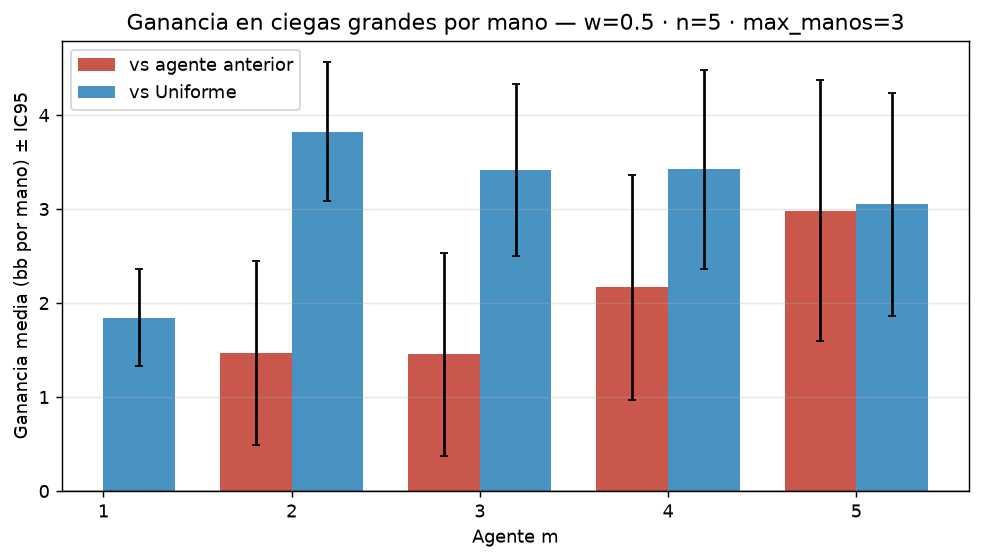 Ganancia en ciegas grandes por mano — w=0.5 · n=5 · max_manos=3
vs agente anterior
vs Uniforme
Ganancia media (bb por mano) ± IC95
4
3
2
1
0
1 2 3 4 5
Agente m